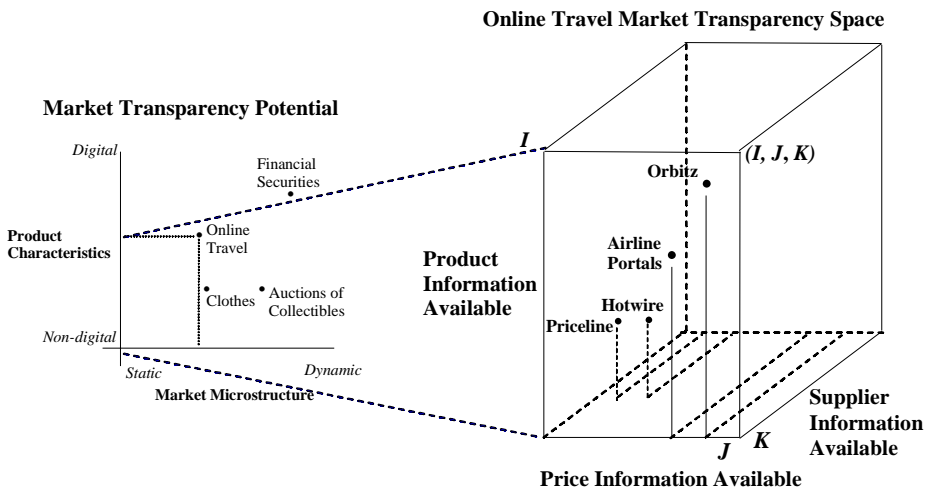 Online Travel Market Transparency Space
Market Transparency Potential
Digital
Financial
Securities
Product
Characteristics
Online
Travel
Clothes
Auctions of
Collectibles
Non-digital
Static
Dynamic
Market Microstructure
I
(I, J, K)
Orbitz
Airline
Portals
Product
Information
Available
Hotwire
Priceline
Supplier
Information
Available
J
K
Price Information Available